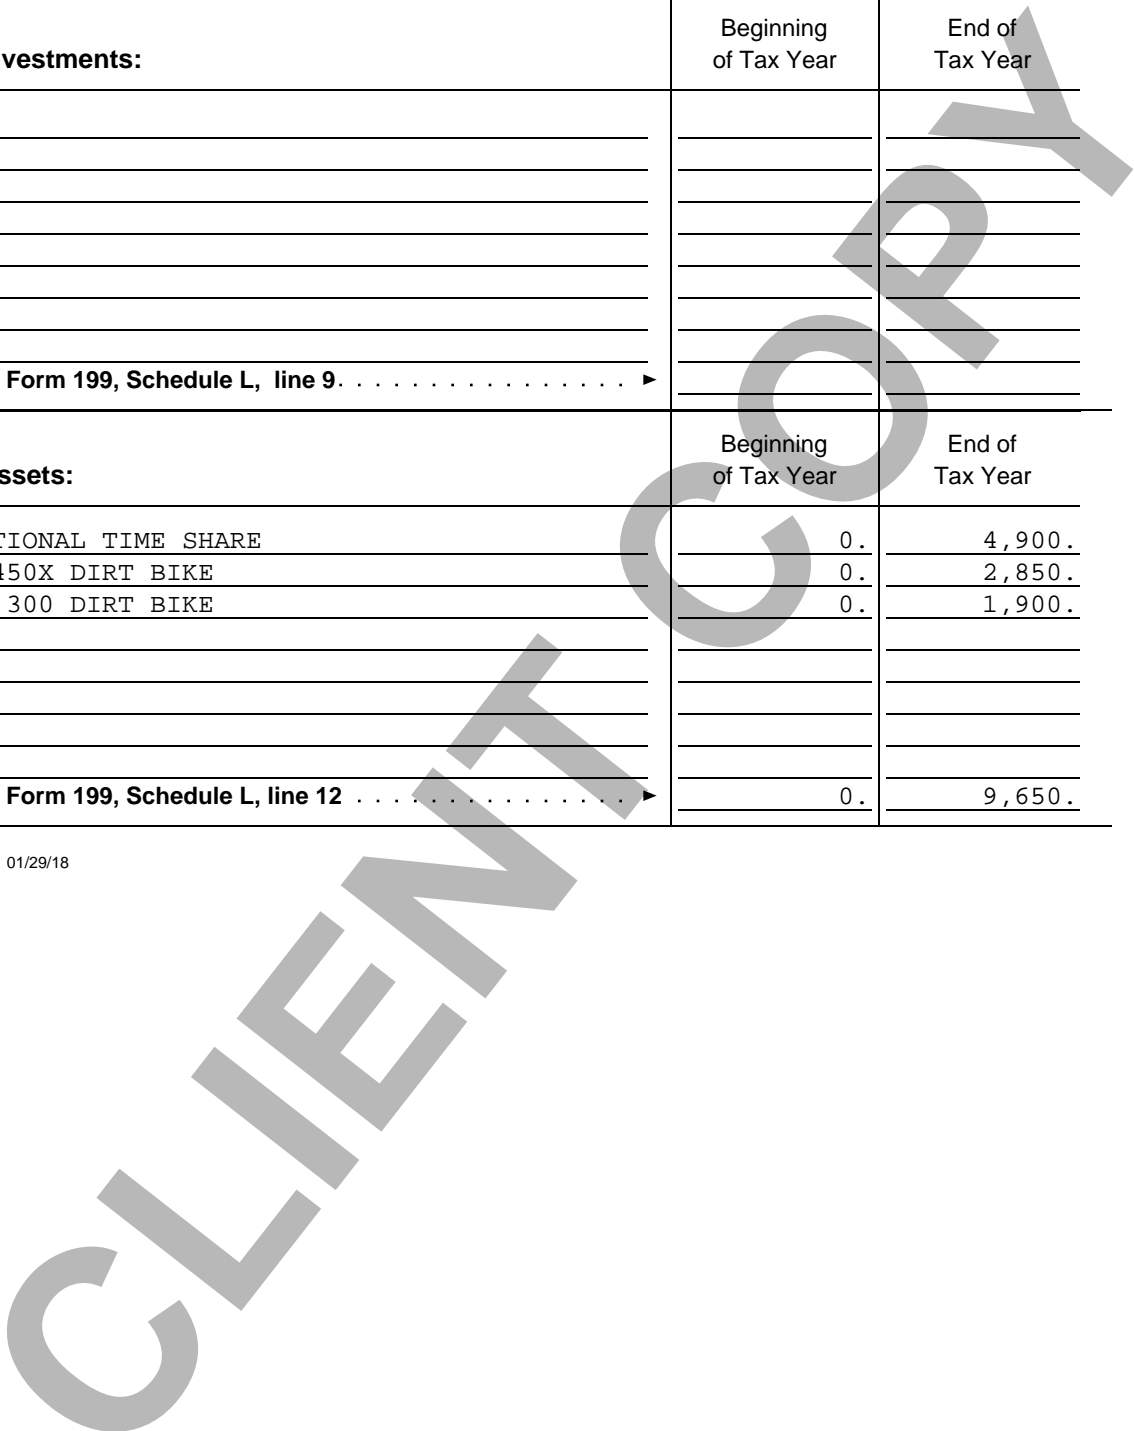 Beginning
of Tax Year
End of
Tax Year
vestments:
Form 199, Schedule L, line 9
Beginning
of Tax Year
End of
Tax Year
ssets:
TIONAL TIME SHARE 0. 4,900.
450X DIRT BIKE 0. 2,850.
300 DIRT BIKE 0. 1,900.
Form 199, Schedule L, line 12 0. 9,650.
01/29/18
CLIENT COPY